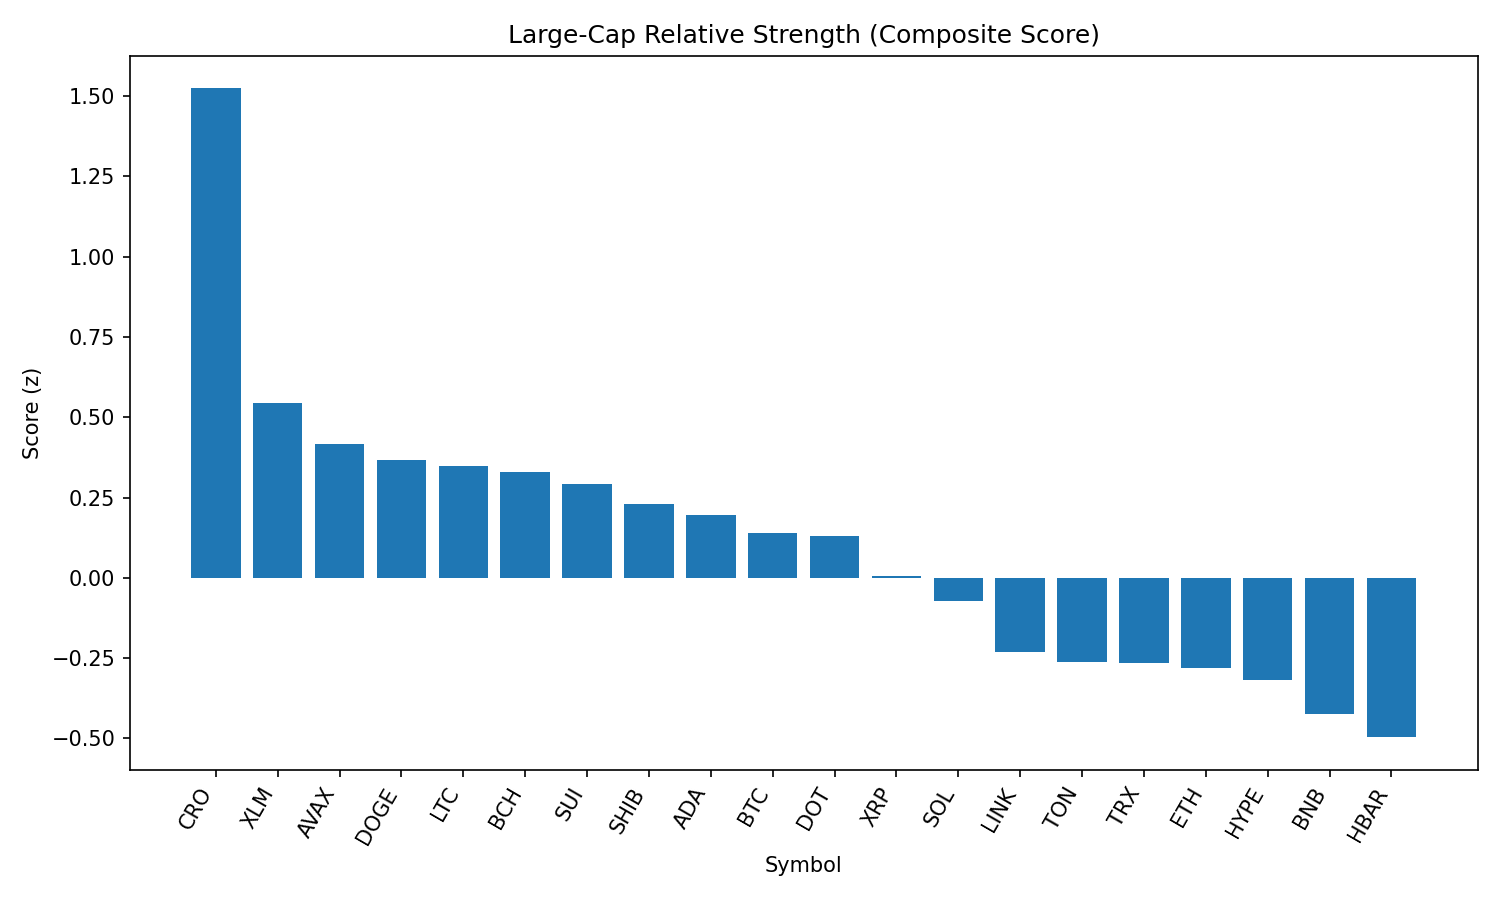 Large-Cap Relative Strength (Composite Score)
1.50
1.25
1.00
0.75
0.50
0.25
0.00
−0.25
−0.50
Score (z)
CRO
XLM
AVAX
DOGE
LTC
BCH
SUI
SHIB
ADA
BTC
DOT
XRP
SOL
LINK
TON
TRX
ETH
HYPE
BNB
HBAR
Symbol